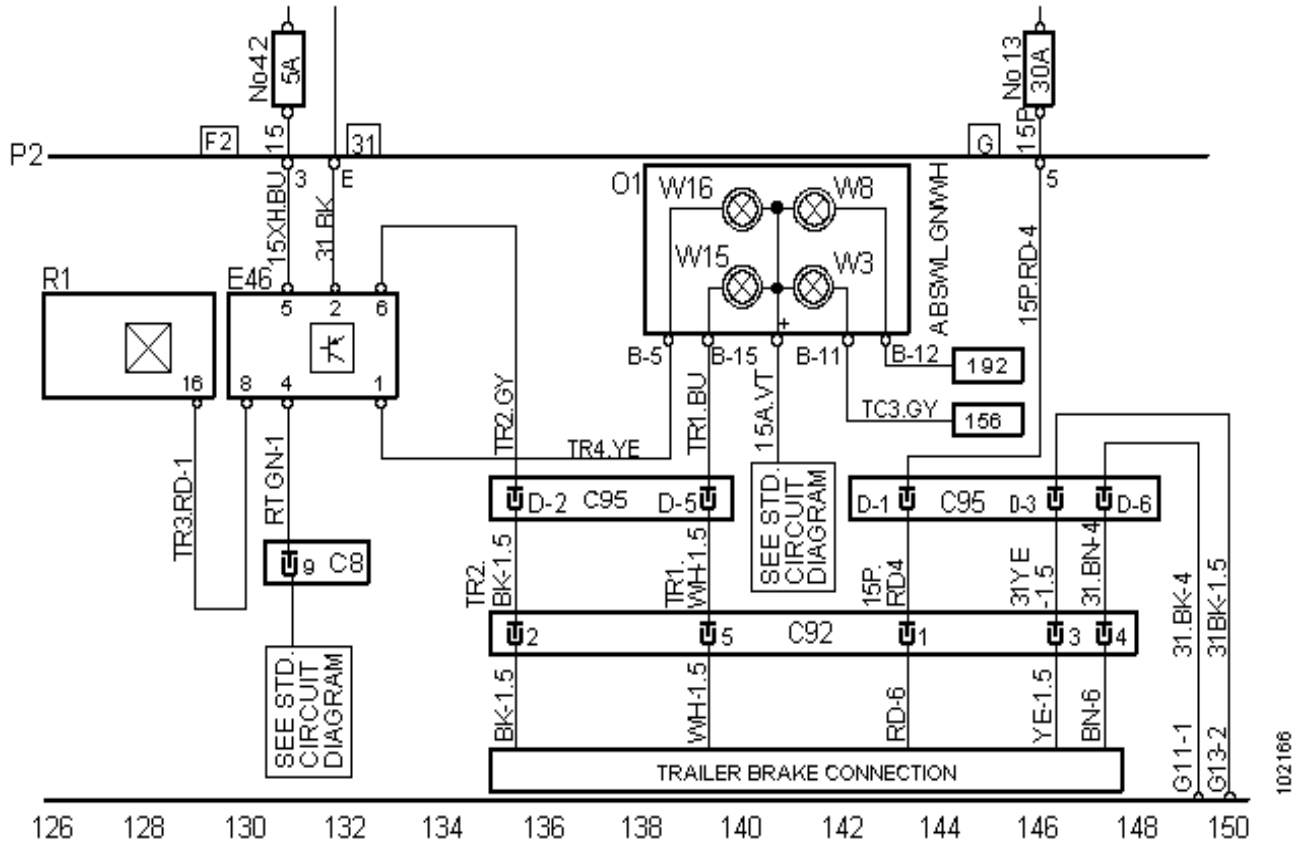 No42
5A
No13
30A
15
15P
F2
31
G
P2
3
E
5
15XH.BU
31.BK
O1
W16
W8
W15
W3
+
ABSWL.GN/WH
15P.RD-4
R1
E46
5
2
6
16
8
4
1
B-5
B-15
B-11
B-12
192
156
TC3.GY
TR2.GY
TR4.YE
TR1.BU
15A.VT
TR3.RD-1
RT GN-1
D-2
C95
D-5
D-1
C95
D-3
D-6
SEE STD.
CIRCUIT
DIAGRAM
9
C8
TR2.
BK-1.5
TR1.
WH-1.5
15P.
RD4
31YE
-1.5
31.BN-4
31.BK-4
31BK-1.5
2
5
C92
1
3
4
SEE STD.
CIRCUIT
DIAGRAM
BK-1.5
WH-1.5
RD-6
YE-1.5
BN-6
G11-1
G13-2
TRAILER BRAKE CONNECTION
102166
126 128 130 132 134 136 138 140 142 144 146 148 150